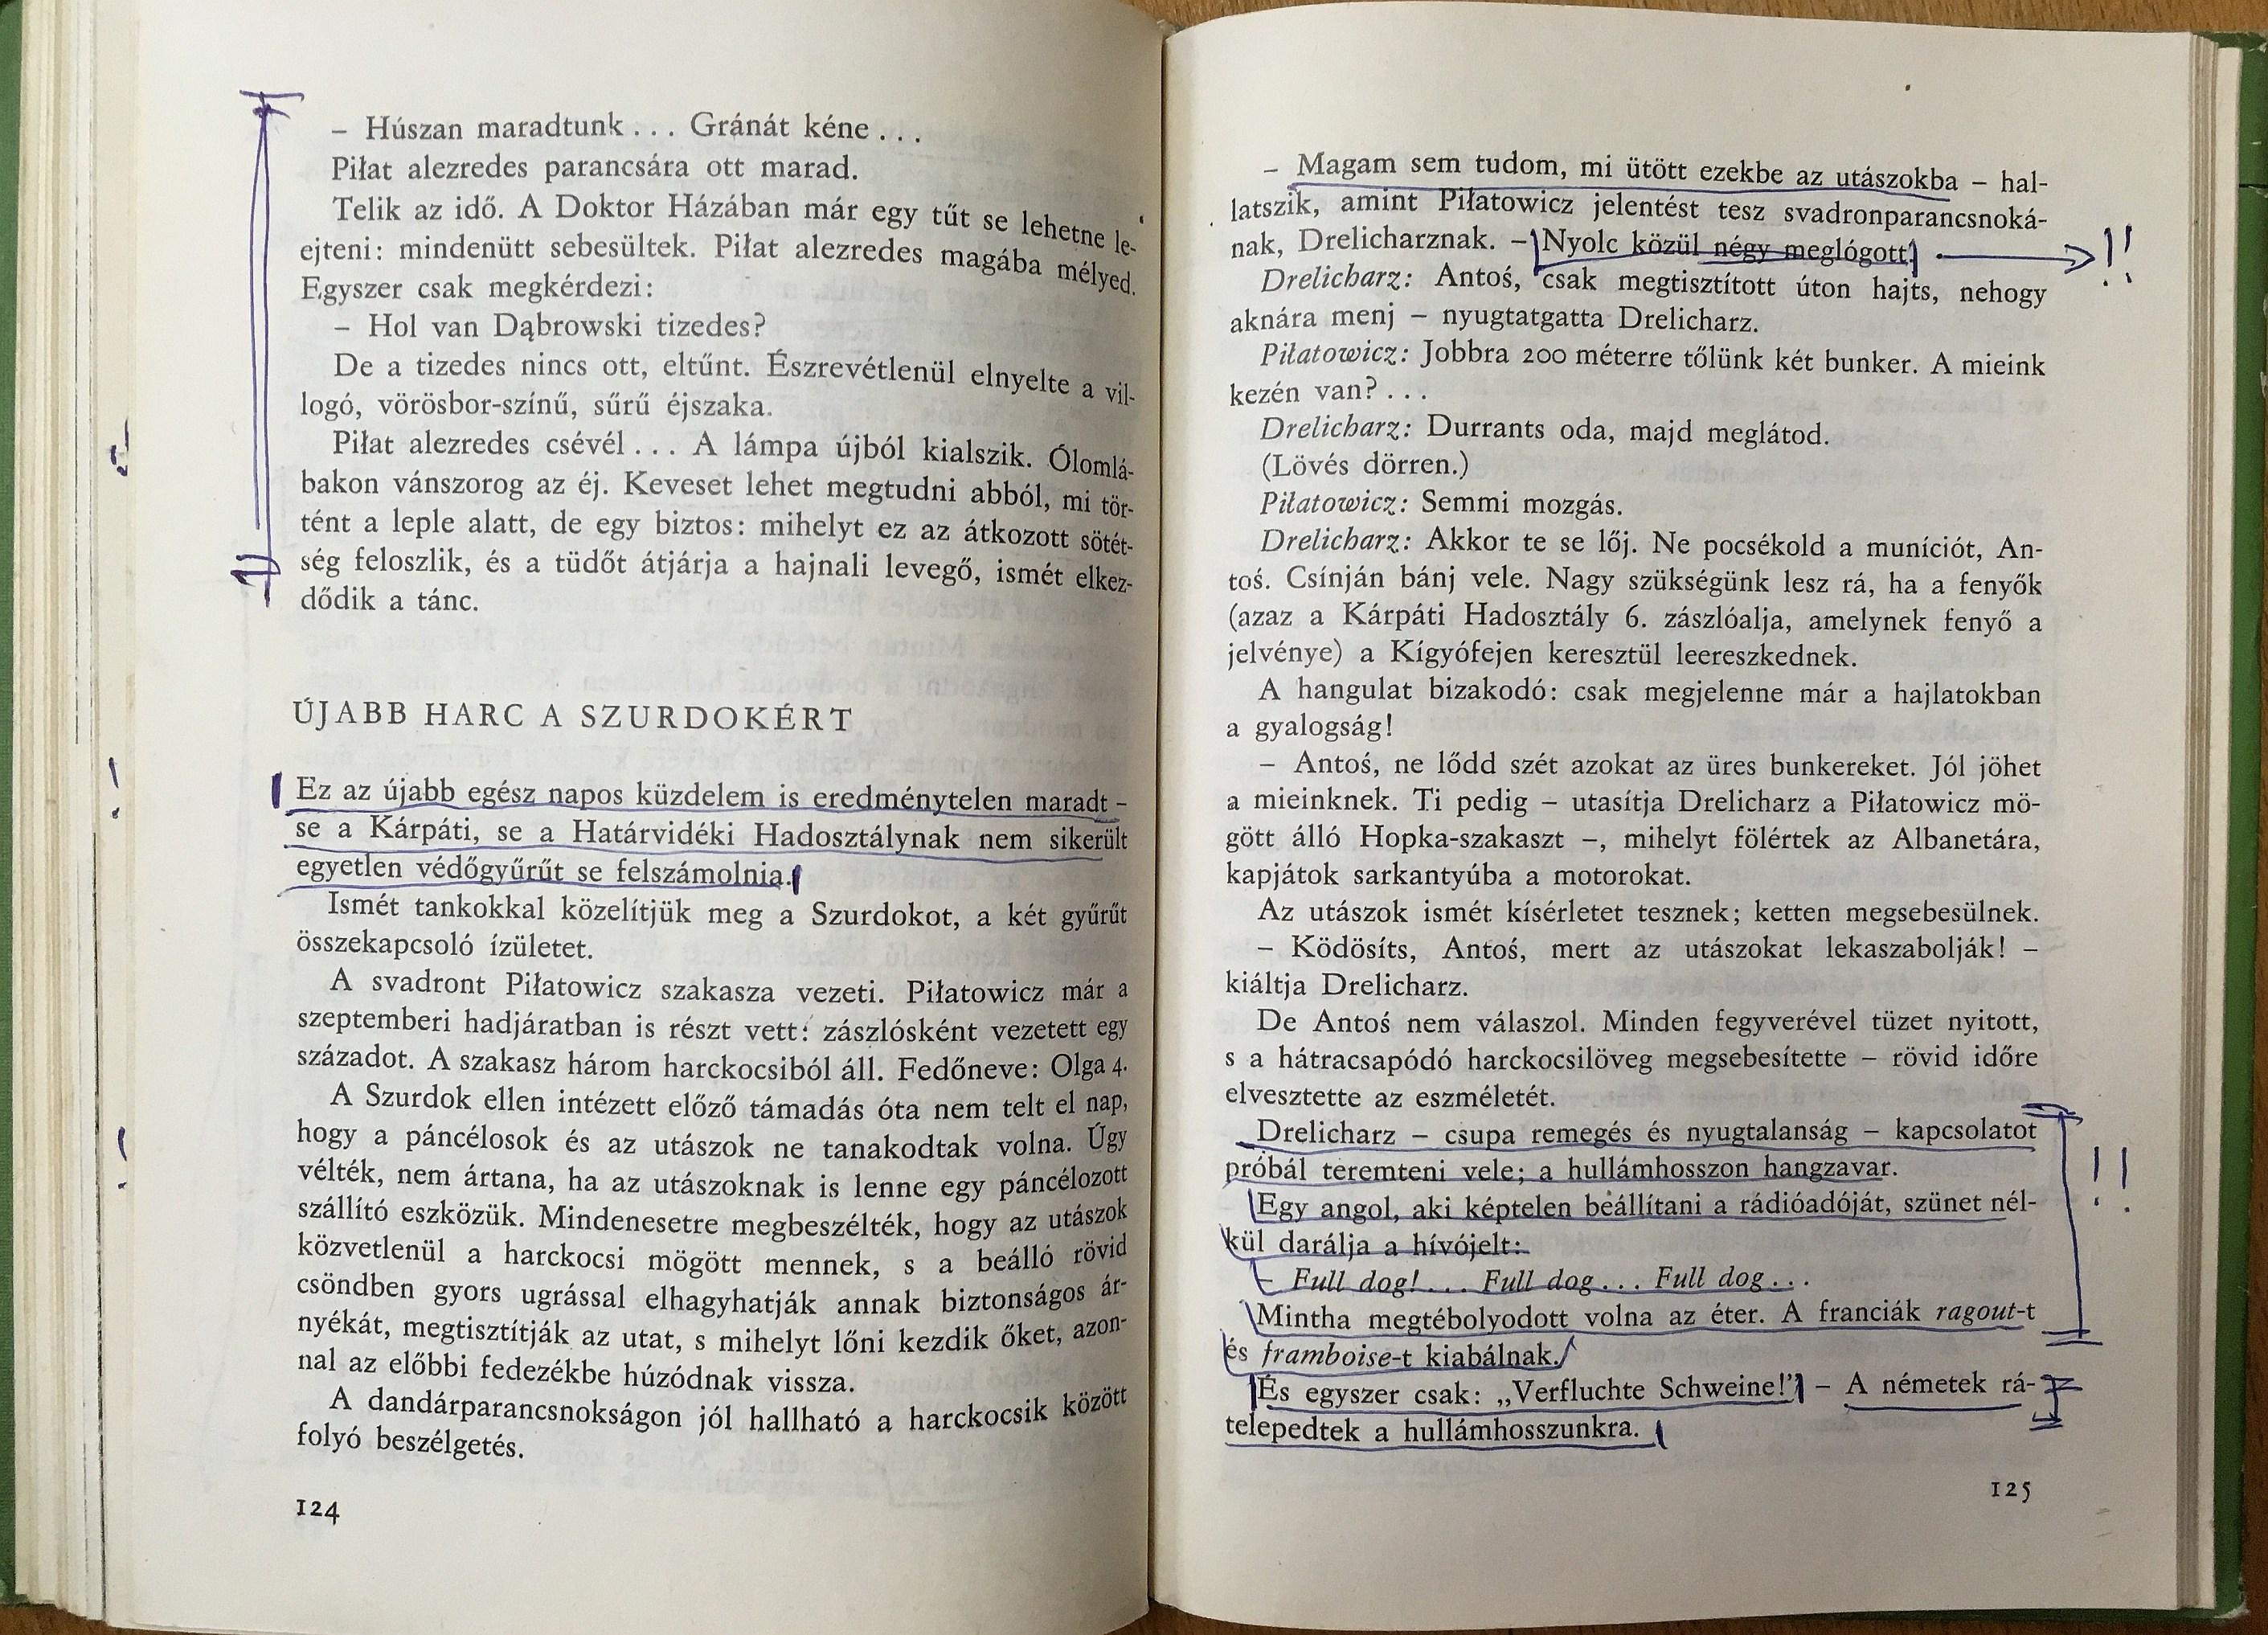 – Húszan maradtunk . . . Gránát kéne . . .
Piłat alezredes parancsára ott marad.
Telik az idő. A Doktor Házában már egy tűt se lehetne le-
ejteni: mindenütt sebesültek. Piłat alezredes magába mélyed.
Egyszer csak megkérdezi:
– Hol van Dąbrowski tizedes?
De a tizedes nincs ott, eltűnt. Észrevétlenül elnyelte a vil-
logó, vörösbor-színű, sűrű éjszaka.
Piłat alezredes csévél . . . A lámpa újból kialszik. Ólomlá-
bakon vánszorog az éj. Keveset lehet megtudni abból, mi tör-
tént a leple alatt, de egy biztos: mihelyt ez az átkozott sötét-
ség feloszlik, és a tüdőt átjárja a hajnali levegő, ismét elkez-
dődik a tánc.
ÚJABB HARC A SZURDOKÉRT
Ez az újabb egész napos küzdelem is eredménytelen maradt –
se a Kárpáti, se a Határvidéki Hadosztálynak nem sikerült
egyetlen védőgyűrűt se felszámolnia.
Ismét tankokkal közelítjük meg a Szurdokot, a két gyűrűt
összekapcsoló ízületet.
A svadront Piłatowicz szakasza vezeti. Piłatowicz már a
szeptemberi hadjáratban is részt vett: zászlósként vezetett egy
századot. A szakasz három harckocsiból áll. Fedőneve: Olga 4.
A Szurdok ellen intézett előző támadás óta nem telt el nap,
hogy a páncélosok és az utászok ne tanakodtak volna. Úgy
vélték, nem ártana, ha az utászoknak is lenne egy páncélozott
szállító eszközük. Mindenesetre megbeszélték, hogy az utászok
közvetlenül a harckocsi mögött mennek, s a beálló rövid
csöndben gyors ugrással elhagyhatják annak biztonságos ár-
nyékát, megtisztítják az utat, s mihelyt lőni kezdik őket, azon-
nal az előbbi fedezékbe húzódnak vissza.
A dandárparancsnokságon jól hallható a harckocsik között
folyó beszélgetés.
124
– Magam sem tudom, mi ütött ezekbe az utászokba – hal-
latszik, amint Piłatowicz jelentést tesz svadronparancsnoká-
nak, Drelicharznak. – Nyolc közül négy meglógott! !!
Drelicharz: Antoś, csak megtisztított úton hajts, nehogy
aknára menj – nyugtatgatta Drelicharz.
Piłatowicz: Jobbra 200 méterre tőlünk két bunker. A mieink
kezén van? . . .
Drelicharz: Durrants oda, majd meglátod.
(Lövés dörren.)
Piłatowicz: Semmi mozgás.
Drelicharz: Akkor te se lőj. Ne pocsékold a muníciót, An-
toś. Csínján bánj vele. Nagy szükségünk lesz rá, ha a fenyők
(azaz a Kárpáti Hadosztály 6. zászlóalja, amelynek fenyő a
jelvénye) a Kígyófejen keresztül leereszkednek.
A hangulat bizakodó: csak megjelenne már a hajlatokban
a gyalogság!
– Antoś, ne lődd szét azokat az üres bunkereket. Jól jöhet
a mieinknek. Ti pedig – utasítja Drelicharz a Piłatowicz mö-
gött álló Hopka-szakaszt –, mihelyt fölértek az Albanetára,
kapjátok sarkantyúba a motorokat.
Az utászok ismét kísérletet tesznek; ketten megsebesülnek.
– Ködösíts, Antoś, mert az utászokat lekaszabolják! –
kiáltja Drelicharz.
De Antoś nem válaszol. Minden fegyverével tüzet nyitott,
s a hátracsapódó harckocsilöveg megsebesítette – rövid időre
elvesztette az eszméletét.
Drelicharz – csupa remegés és nyugtalanság – kapcsolatot
próbál teremteni vele; a hullámhosszon hangzavar.
Egy angol, aki képtelen beállítani a rádióadóját, szünet nél- !!
kül darálja a hívójelt:
– Full dog! . . . Full dog . . . Full dog . . .
Mintha megtébolyodott volna az éter. A franciák ragout-t
és framboise-t kiabálnak.
És egyszer csak: „Verfluchte Schweine!” – A németek rá-
telepedtek a hullámhosszunkra.
125